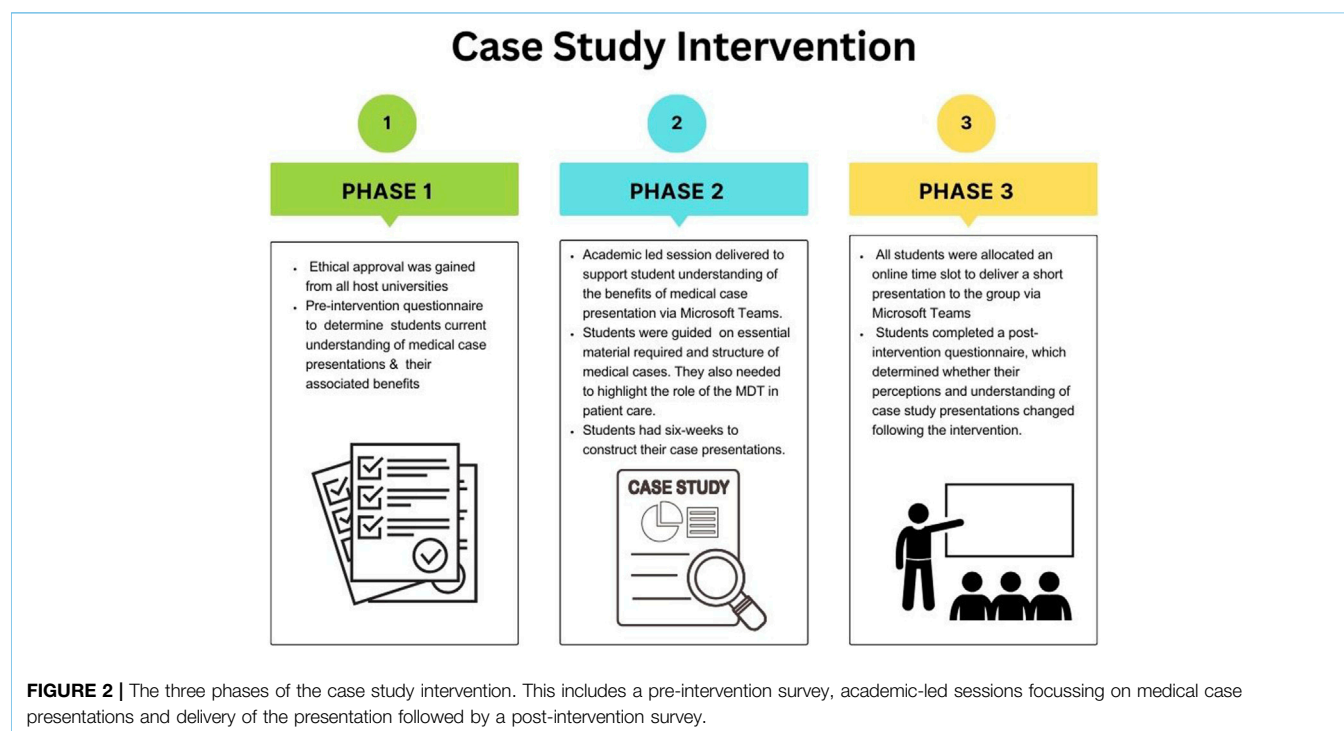 Case Study Intervention
1
PHASE 1
• Ethical approval was gained
from all host universities
• Pre-intervention questionnaire
to determine students current
understanding of medical case
presentations & their
associated benefits
2
PHASE 2
• Academic led session delivered to
support student understanding of
the benefits of medical case
presentation via Microsoft Teams.
• Students were guided on essential
material required and structure of
medical cases. They also needed
to highlight the role of the MDT in
patient care.
• Students had six-weeks to
construct their case presentations.
CASE STUDY
3
PHASE 3
• All students were allocated an
online time slot to deliver a short
presentation to the group via
Microsoft Teams
• Students completed a post-
intervention questionnaire, which
determined whether their
perceptions and understanding of
case study presentations changed
following the intervention.
FIGURE 2 | The three phases of the case study intervention. This includes a pre-intervention survey, academic-led sessions focussing on medical case
presentations and delivery of the presentation followed by a post-intervention survey.